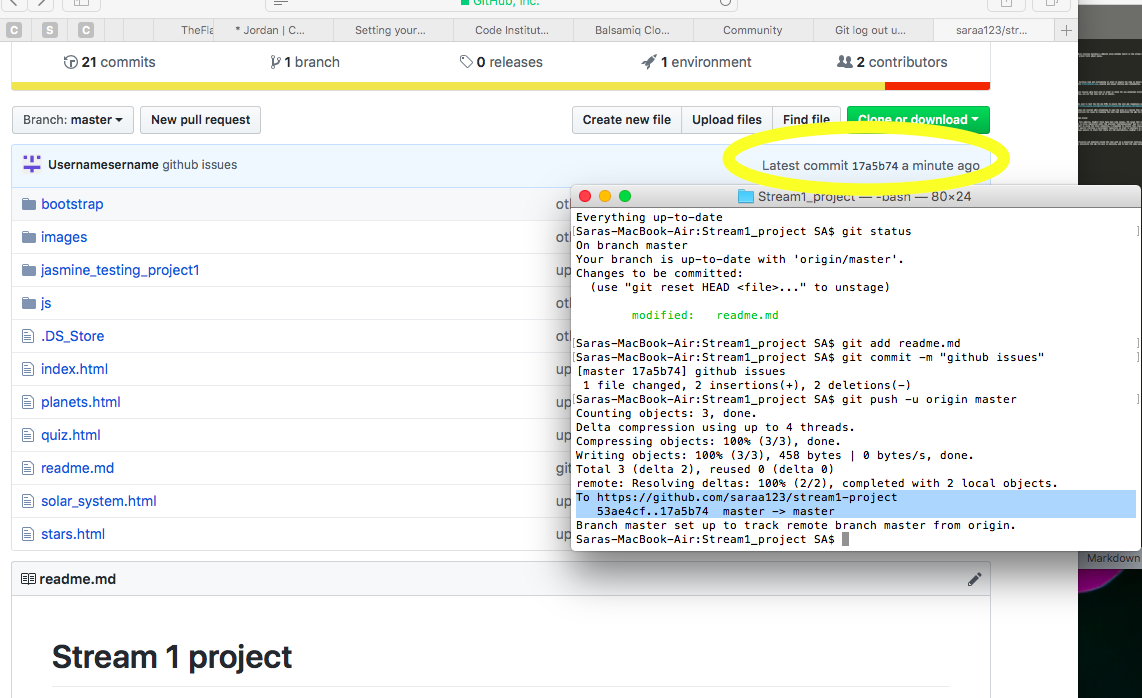 GitHub, Inc.
C
S
C
TheFla
* Jordan | C...
Setting your...
Code Institut...
Balsamiq Clo...
Community
Git log out u...
saraa123/str...
21 commits
1 branch
0 releases
1 environment
2 contributors
Branch: master
New pull request
Create new file
Upload files
Find file
Clone or download
Usernamesername github issues
Latest commit 17a5b74 a minute ago
bootstrap
images
jasmine_testing_project1
js
.DS_Store
index.html
planets.html
quiz.html
readme.md
solar_system.html
stars.html
Stream1_project — -bash — 80×24
Everything up-to-date
[Saras-MacBook-Air:Stream1_project SA$ git status ]
On branch master
Your branch is up-to-date with 'origin/master'.
Changes to be committed:
(use "git reset HEAD <file>..." to unstage)
modified: readme.md
[Saras-MacBook-Air:Stream1_project SA$ git add readme.md ]
[Saras-MacBook-Air:Stream1_project SA$ git commit -m "github issues" ]
[master 17a5b74] github issues
1 file changed, 2 insertions(+), 2 deletions(-)
[Saras-MacBook-Air:Stream1_project SA$ git push -u origin master ]
Counting objects: 3, done.
Delta compression using up to 4 threads.
Compressing objects: 100% (3/3), done.
Writing objects: 100% (3/3), 458 bytes | 0 bytes/s, done.
Total 3 (delta 2), reused 0 (delta 0)
remote: Resolving deltas: 100% (2/2), completed with 2 local objects.
To https://github.com/saraa123/stream1-project
53ae4cf..17a5b74 master -> master
Branch master set up to track remote branch master from origin.
Saras-MacBook-Air:Stream1_project SA$
Markdown
readme.md
Stream 1 project